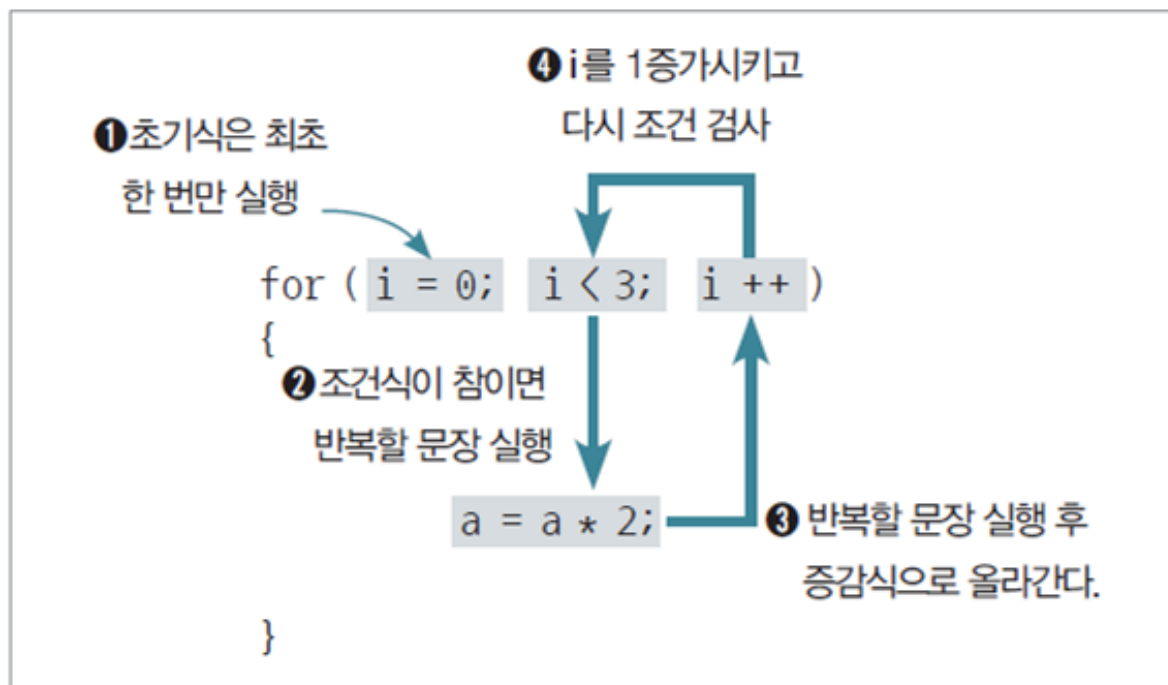 ❹ i를 1증가시키고
다시 조건 검사
❶초기식은 최초
한 번만 실행
for ( i = 0; i < 3; i ++ )
{
❷조건식이 참이면
반복할 문장 실행
a = a * 2;
❸ 반복할 문장 실행 후
증감식으로 올라간다.
}